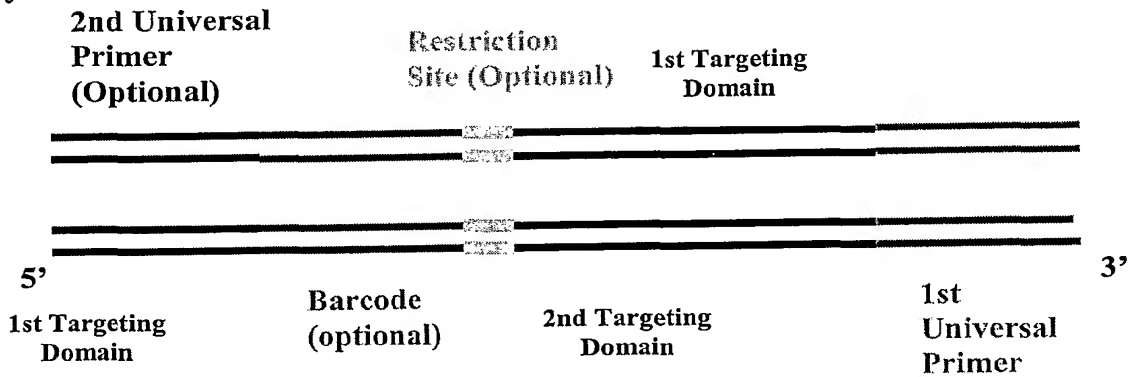 2nd Universal
Primer
(Optional)
Restriction
Site (Optional)
1st Targeting
Domain
5'
3'
1st Targeting
Domain
Barcode
(optional)
2nd Targeting
Domain
1st
Universal
Primer